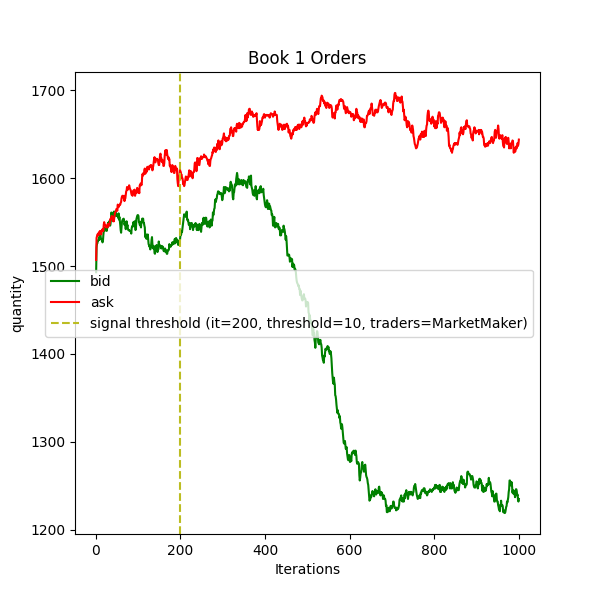 Book 1 Orders
1700
1600
1500
1400
1300
1200
quantity
bid
ask
signal threshold (it=200, threshold=10, traders=MarketMaker)
0 200 400 600 800 1000
Iterations